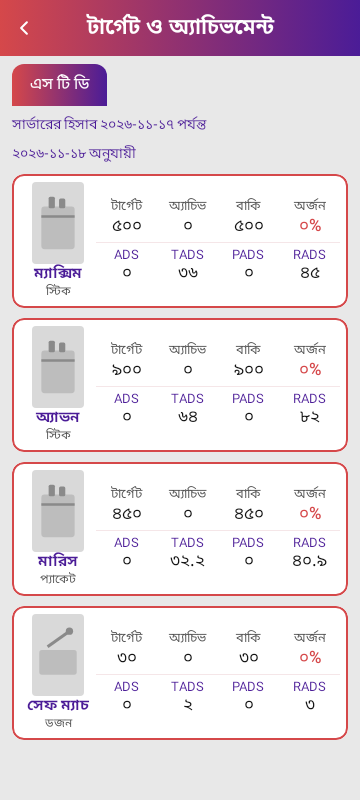 টার্গেট ও অ্যাচিভমেন্ট
এস টি ডি
সার্ভারের হিসাব ২০২৬-১১-১৭ পর্যন্ত
২০২৬-১১-১৮ অনুযায়ী
টার্গেট অ্যাচিভ বাকি অর্জন
৫০০ ০ ৫০০ ০%
ADS TADS PADS RADS
০ ৩৬ ০ ৪৫
ম্যাক্সিম
স্টিক
টার্গেট অ্যাচিভ বাকি অর্জন
৯০০ ০ ৯০০ ০%
ADS TADS PADS RADS
০ ৬৪ ০ ৮২
অ্যাভন
স্টিক
টার্গেট অ্যাচিভ বাকি অর্জন
৪৫০ ০ ৪৫০ ০%
ADS TADS PADS RADS
০ ৩২.২ ০ ৪০.৯
মারিস
প্যাকেট
টার্গেট অ্যাচিভ বাকি অর্জন
৩০ ০ ৩০ ০%
ADS TADS PADS RADS
০ ২ ০ ৩
সেফ ম্যাচ
ডজন